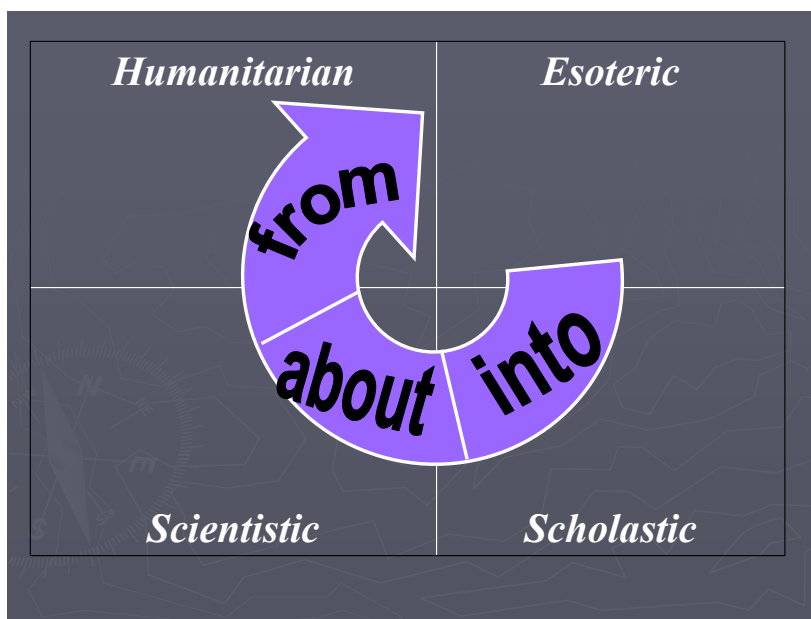 Humanitarian
Esoteric
from
about
into
Scientistic
Scholastic
N
S